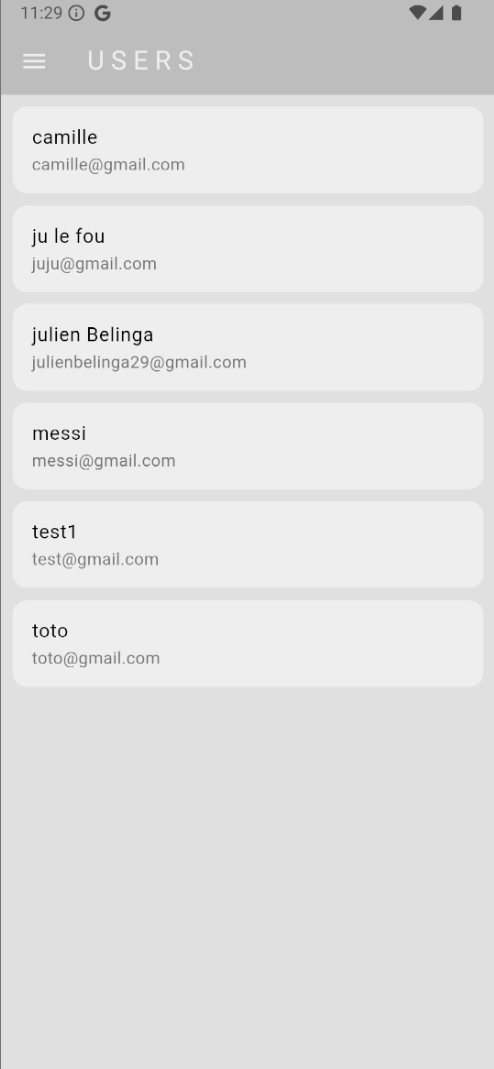 11:29
USERS
camille
camille@gmail.com
ju le fou
juju@gmail.com
julien Belinga
julienbelinga29@gmail.com
messi
messi@gmail.com
test1
test@gmail.com
toto
toto@gmail.com